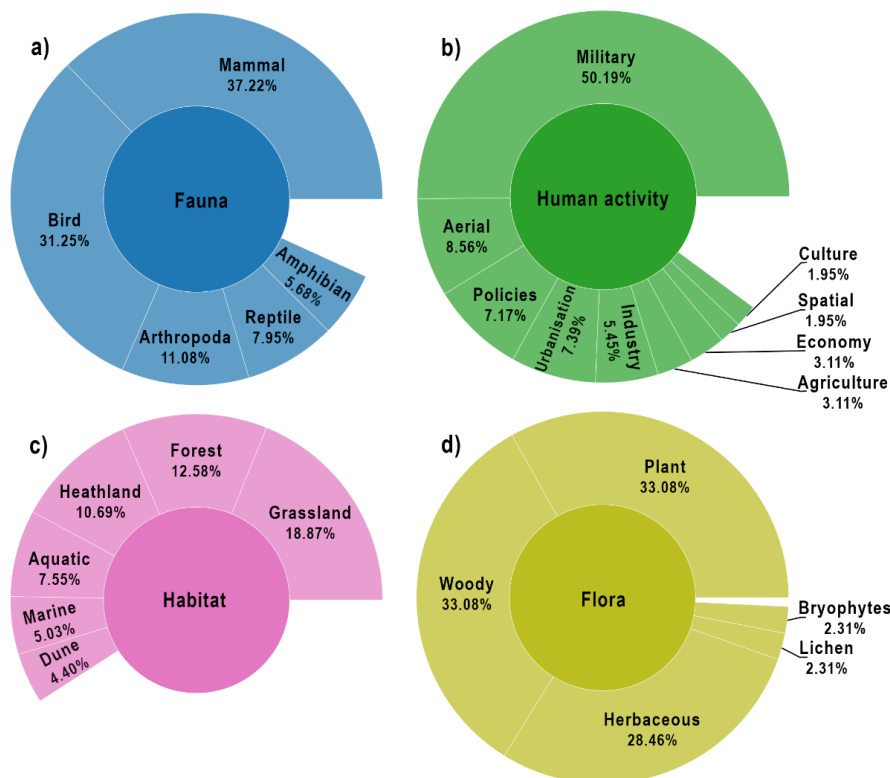 a)
Mammal
37.22%
Bird
31.25%
Fauna
Amphibian
5.68%
Reptile
7.95%
Arthropoda
11.08%
b)
Military
50.19%
Human activity
Aerial
8.56%
Policies
7.17%
Urbanisation
7.39%
Industry
5.45%
Culture
1.95%
Spatial
1.95%
Economy
3.11%
Agriculture
3.11%
c)
Forest
12.58%
Grassland
18.87%
Heathland
10.69%
Aquatic
7.55%
Marine
5.03%
Dune
4.40%
Habitat
d)
Plant
33.08%
Woody
33.08%
Flora
Bryophytes
2.31%
Lichen
2.31%
Herbaceous
28.46%